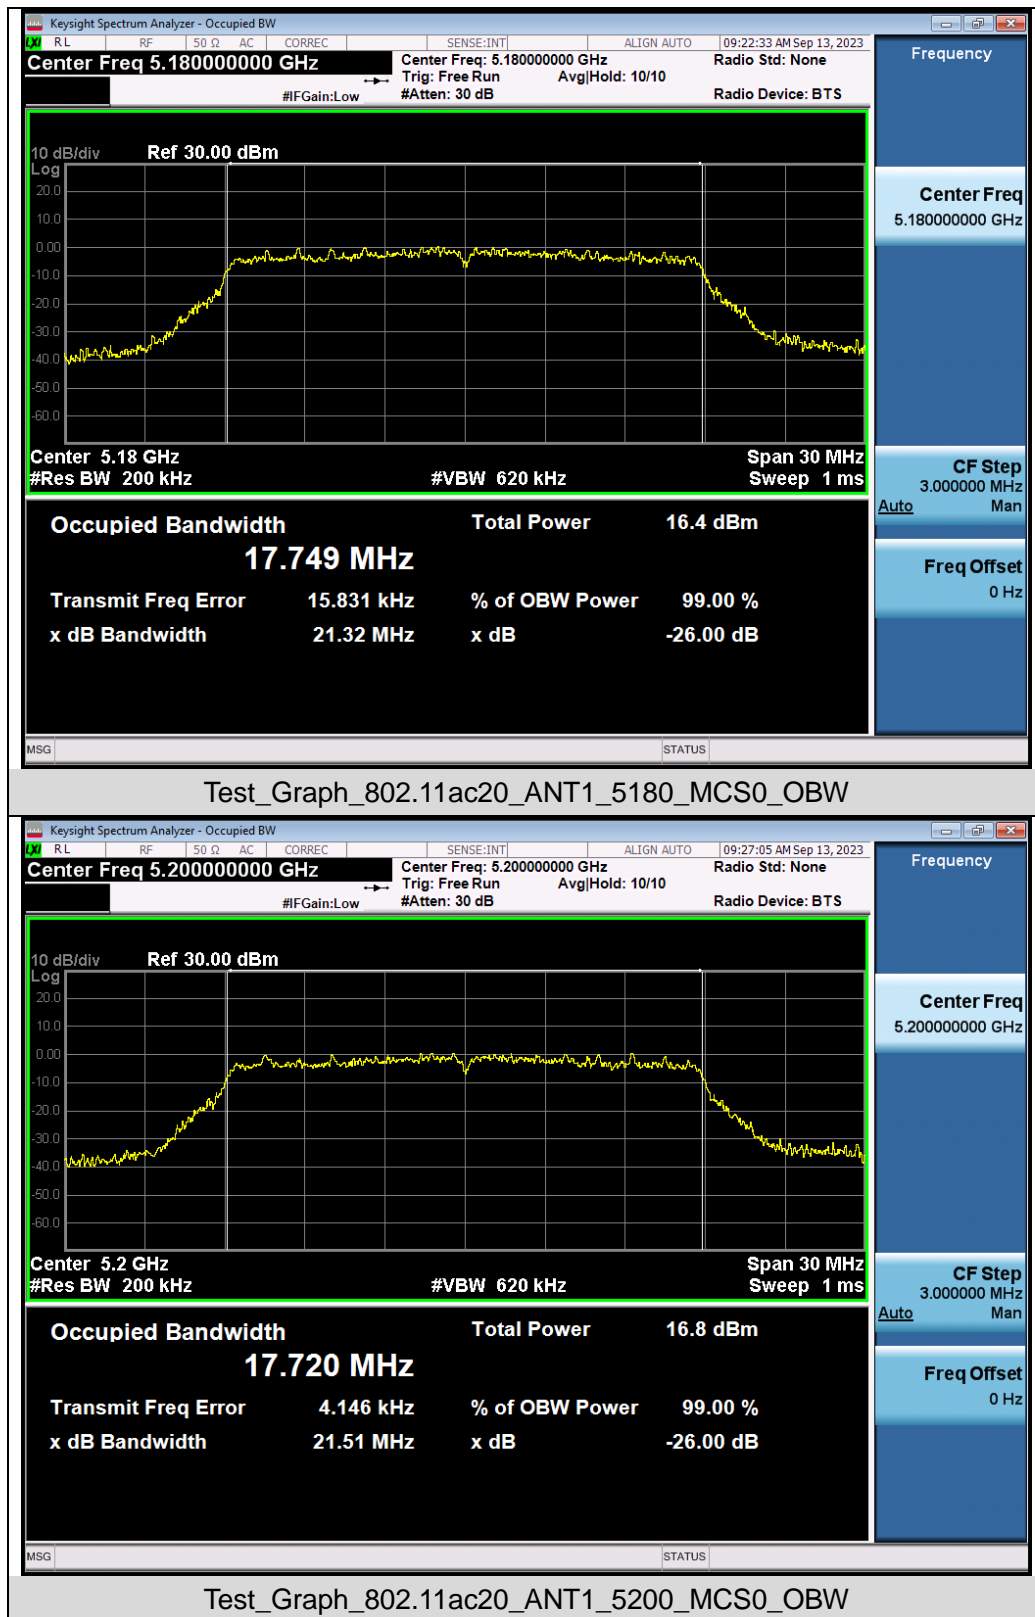 Keysight Spectrum Analyzer - Occupied BW
LXI RL RF 50 Ω AC CORREC SENSE:INT ALIGN AUTO 09:22:33 AM Sep 13, 2023
Center Freq 5.180000000 GHz
Center Freq: 5.180000000 GHz Radio Std: None
Trig: Free Run Avg|Hold: 10/10
#IFGain:Low #Atten: 30 dB Radio Device: BTS
Frequency
10 dB/div Ref 30.00 dBm
Log
20.0
10.0
0.00
-10.0
-20.0
-30.0
-40.0
-50.0
-60.0
Center 5.18 GHz Span 30 MHz
#Res BW 200 kHz #VBW 620 kHz Sweep 1 ms
Center Freq
5.180000000 GHz
CF Step
3.000000 MHz
Auto Man
Freq Offset
0 Hz
Occupied Bandwidth Total Power 16.4 dBm
17.749 MHz
Transmit Freq Error 15.831 kHz % of OBW Power 99.00 %
x dB Bandwidth 21.32 MHz x dB -26.00 dB
MSG STATUS
Test_Graph_802.11ac20_ANT1_5180_MCS0_OBW
Keysight Spectrum Analyzer - Occupied BW
LXI RL RF 50 Ω AC CORREC SENSE:INT ALIGN AUTO 09:27:05 AM Sep 13, 2023
Center Freq 5.200000000 GHz
Center Freq: 5.200000000 GHz Radio Std: None
Trig: Free Run Avg|Hold: 10/10
#IFGain:Low #Atten: 30 dB Radio Device: BTS
Frequency
10 dB/div Ref 30.00 dBm
Log
20.0
10.0
0.00
-10.0
-20.0
-30.0
-40.0
-50.0
-60.0
Center 5.2 GHz Span 30 MHz
#Res BW 200 kHz #VBW 620 kHz Sweep 1 ms
Center Freq
5.200000000 GHz
CF Step
3.000000 MHz
Auto Man
Freq Offset
0 Hz
Occupied Bandwidth Total Power 16.8 dBm
17.720 MHz
Transmit Freq Error 4.146 kHz % of OBW Power 99.00 %
x dB Bandwidth 21.51 MHz x dB -26.00 dB
MSG STATUS
Test_Graph_802.11ac20_ANT1_5200_MCS0_OBW